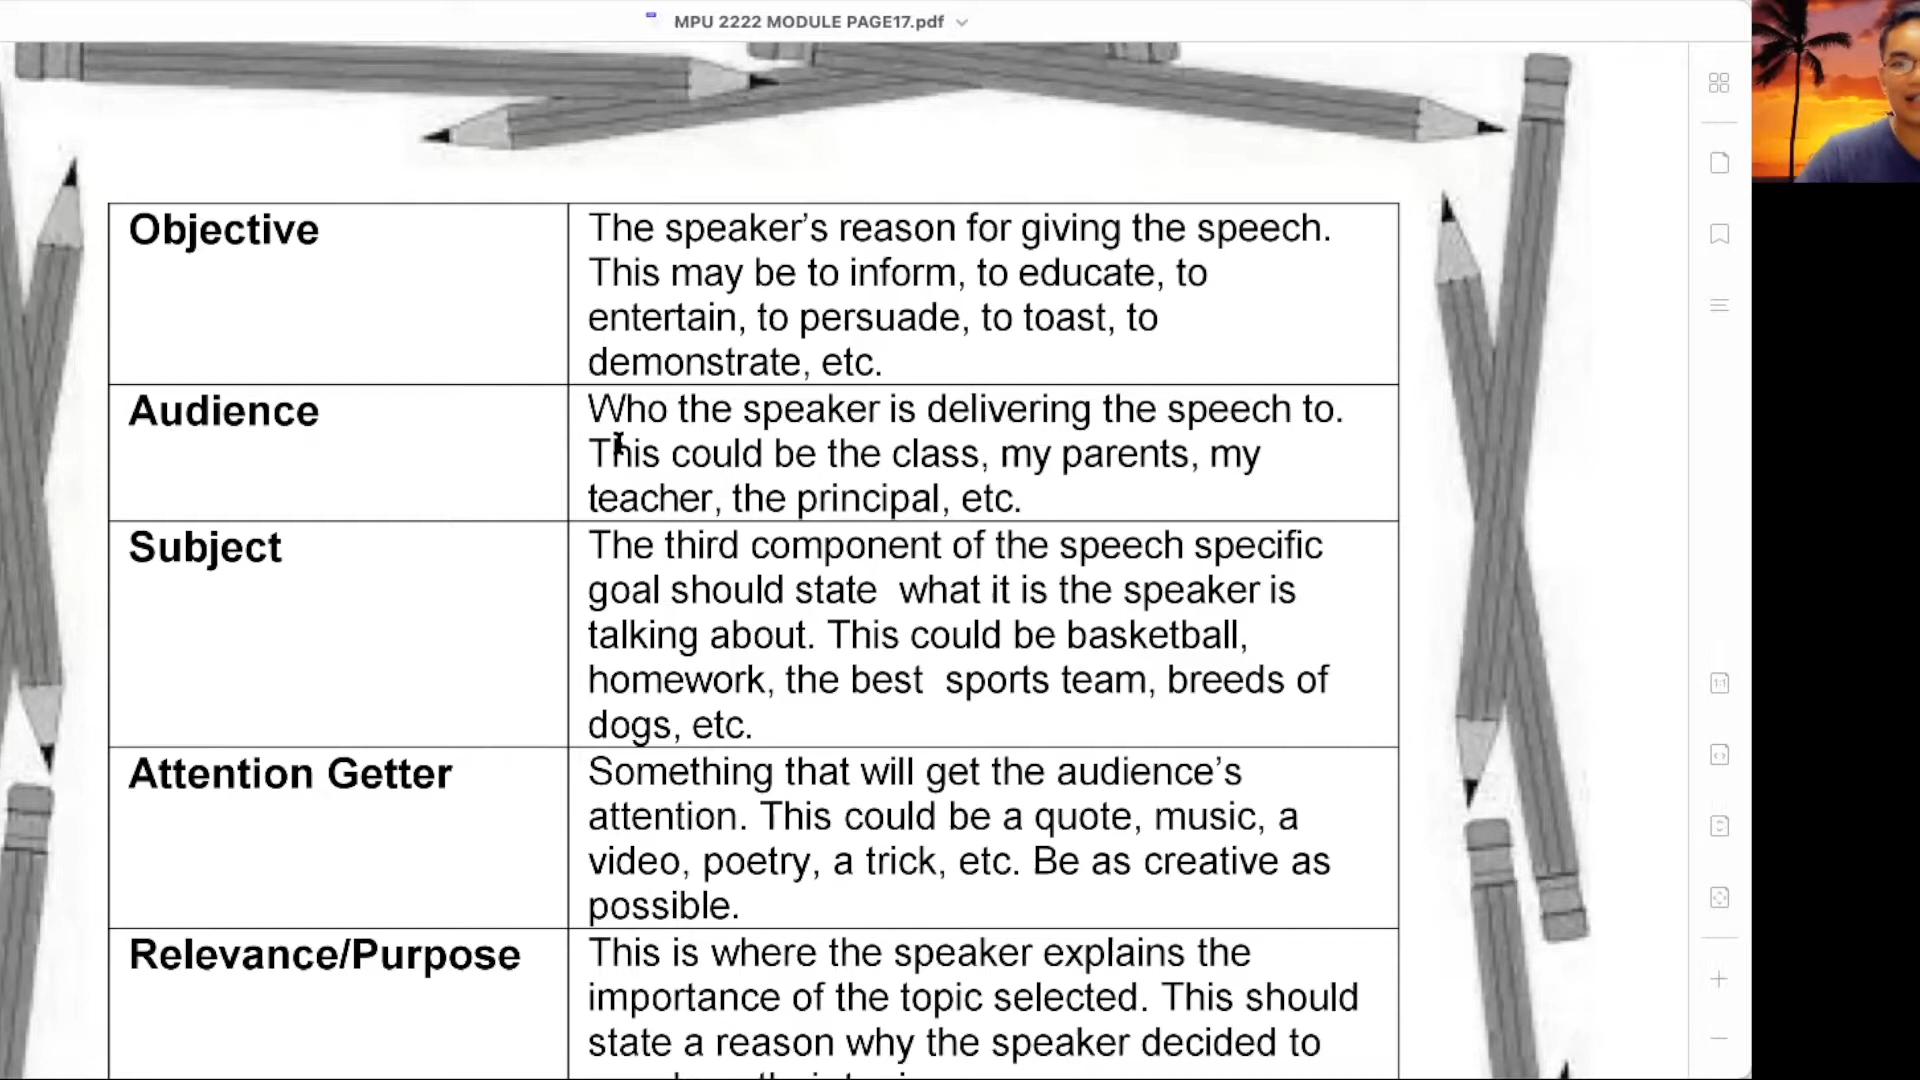 MPU 2222 MODULE PAGE17.pdf
Objective
The speaker’s reason for giving the speech.
This may be to inform, to educate, to
entertain, to persuade, to toast, to
demonstrate, etc.
Audience
Who the speaker is delivering the speech to.
This could be the class, my parents, my
teacher, the principal, etc.
Subject
The third component of the speech specific
goal should state  what it is the speaker is
talking about. This could be basketball,
homework, the best  sports team, breeds of
dogs, etc.
Attention Getter
Something that will get the audience’s
attention. This could be a quote, music, a
video, poetry, a trick, etc. Be as creative as
possible.
Relevance/Purpose
This is where the speaker explains the
importance of the topic selected. This should
state a reason why the speaker decided to